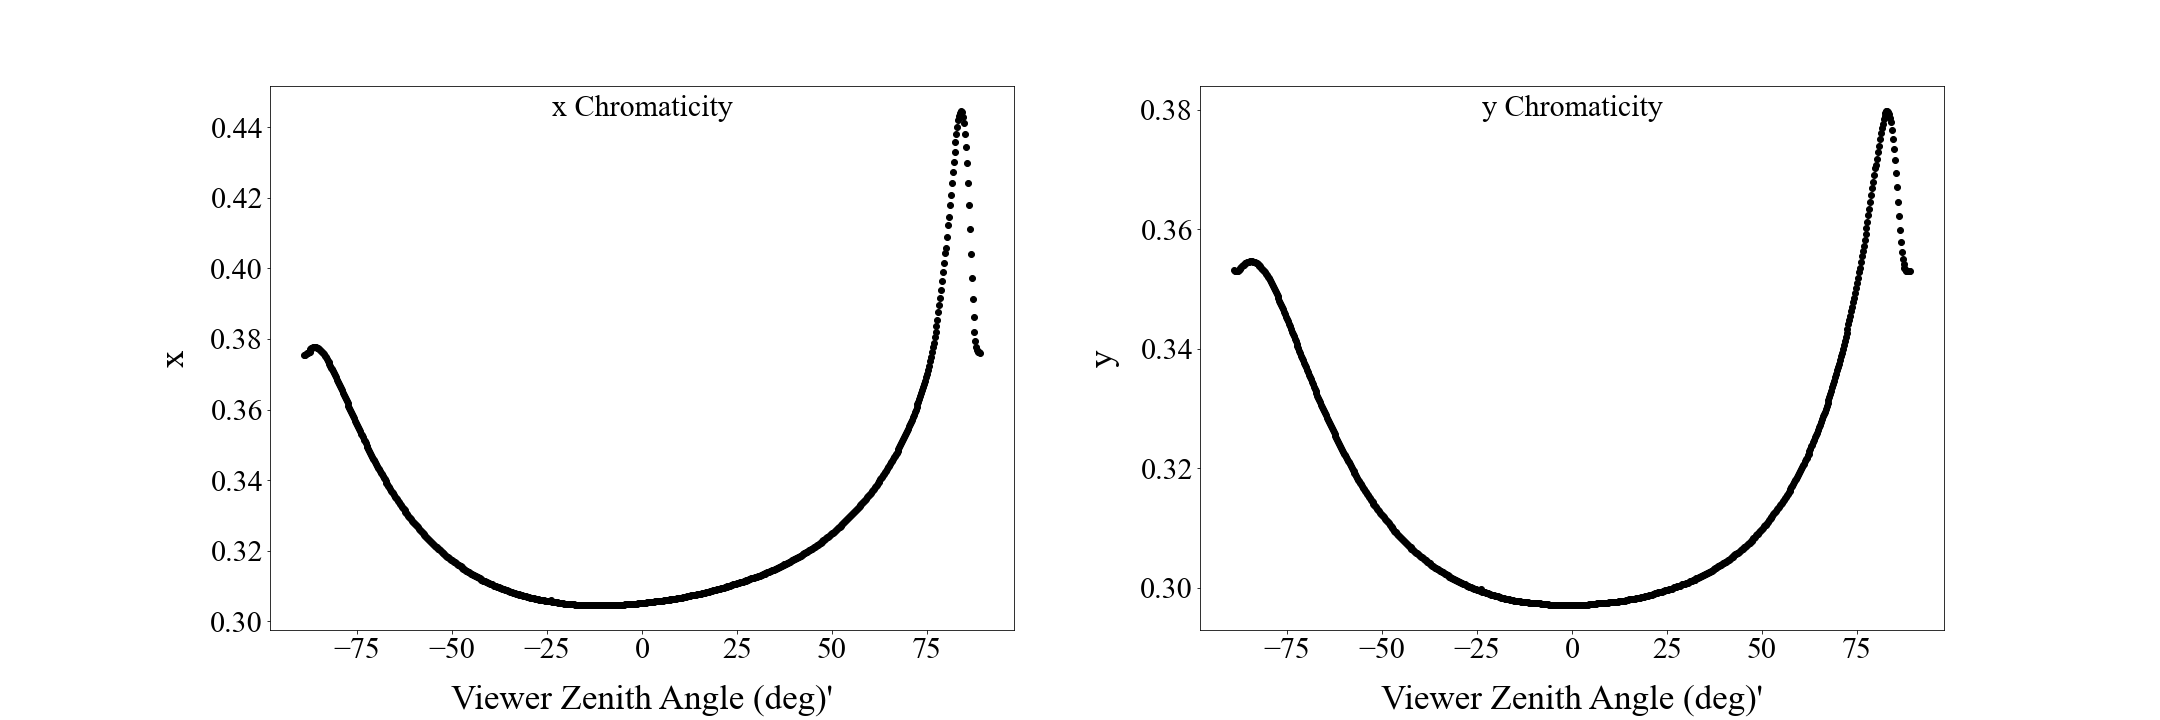 x Chromaticity
0.44
0.42
0.40
0.38
0.36
0.34
0.32
0.30
x
−75 −50 −25 0 25 50 75
Viewer Zenith Angle (deg)'
y Chromaticity
0.38
0.36
0.34
0.32
0.30
y
−75 −50 −25 0 25 50 75
Viewer Zenith Angle (deg)'